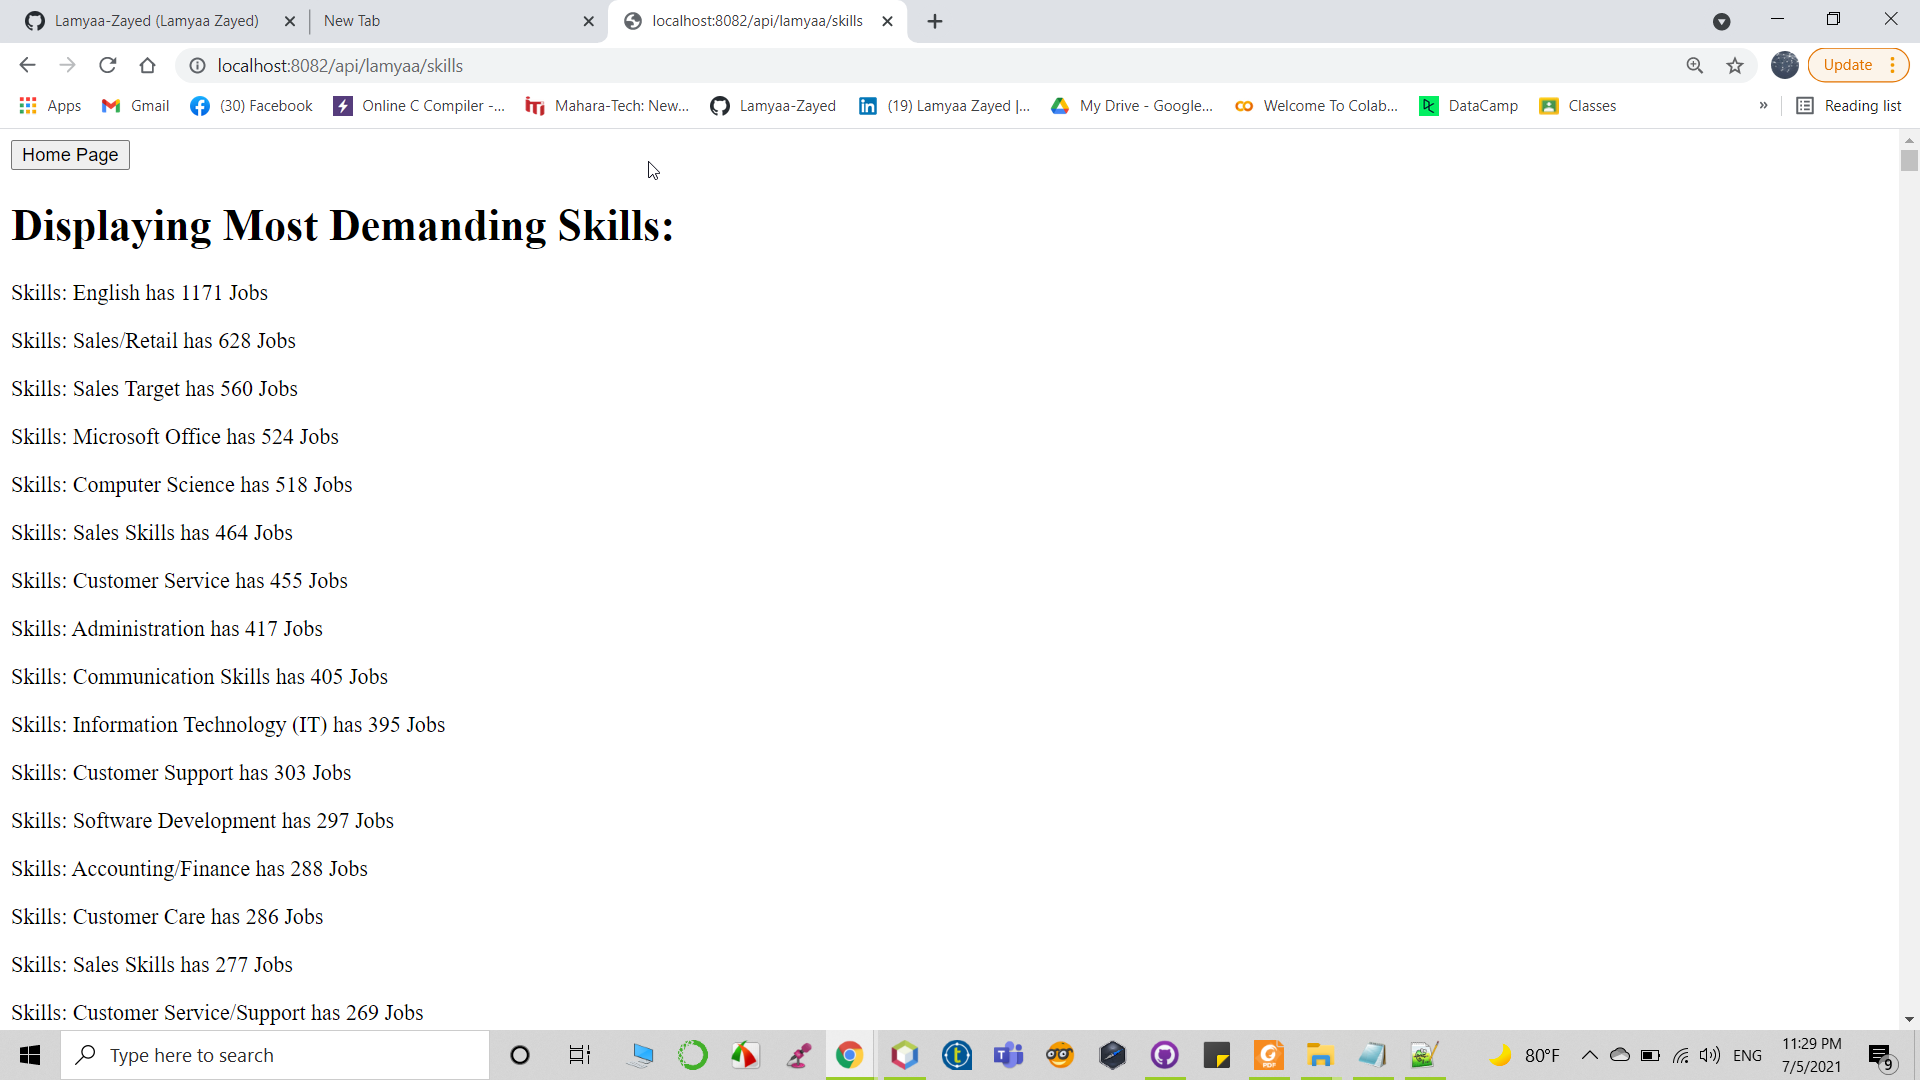 Lamyaa-Zayed (Lamyaa Zayed)
New Tab
localhost:8082/api/lamyaa/skills
localhost:8082/api/lamyaa/skills
Update
Apps
Gmail
(30) Facebook
Online C Compiler -...
Mahara-Tech: New...
Lamyaa-Zayed
(19) Lamyaa Zayed |...
My Drive - Google...
Welcome To Colab...
DataCamp
Classes
»
Reading list
Home Page
Displaying Most Demanding Skills:
Skills: English has 1171 Jobs
Skills: Sales/Retail has 628 Jobs
Skills: Sales Target has 560 Jobs
Skills: Microsoft Office has 524 Jobs
Skills: Computer Science has 518 Jobs
Skills: Sales Skills has 464 Jobs
Skills: Customer Service has 455 Jobs
Skills: Administration has 417 Jobs
Skills: Communication Skills has 405 Jobs
Skills: Information Technology (IT) has 395 Jobs
Skills: Customer Support has 303 Jobs
Skills: Software Development has 297 Jobs
Skills: Accounting/Finance has 288 Jobs
Skills: Customer Care has 286 Jobs
Skills: Sales Skills has 277 Jobs
Skills: Customer Service/Support has 269 Jobs
Type here to search
80°F
ENG
11:29 PM
7/5/2021
9